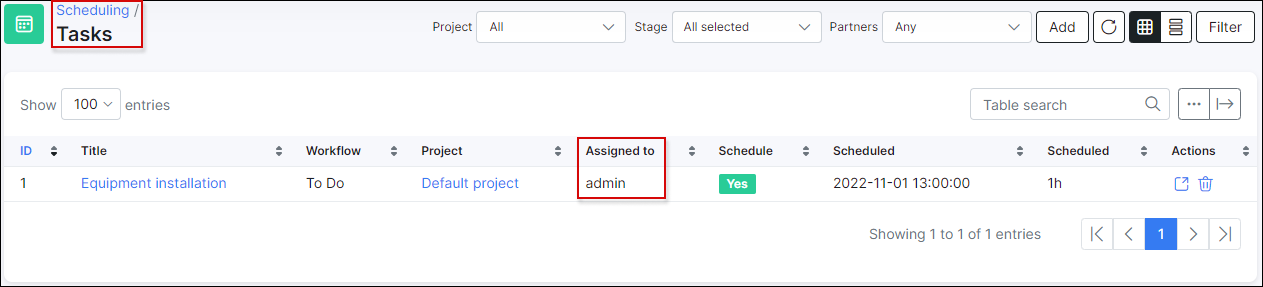 Scheduling /
Tasks
Project All Stage All selected Partners Any Add Filter
Show 100 entries Table search
ID Title Workflow Project Assigned to Schedule Scheduled Scheduled Actions
1 Equipment installation To Do Default project admin Yes 2022-11-01 13:00:00 1h
Showing 1 to 1 of 1 entries 1